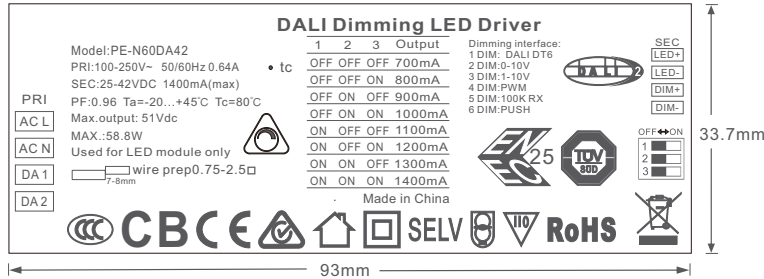 DALI Dimming LED Driver
Model:PE-N60DA42
PRI:100-250V~ 50/60Hz 0.64A
SEC:25-42VDC 1400mA(max)
PF:0.96 Ta=-20...+45℃ Tc=80℃
Max.output: 51Vdc
MAX.:58.8W
Used for LED module only
wire prep0.75-2.5□
7-8mm
PRI
AC L
AC N
DA 1
DA 2
• tc
1 2 3 Output
OFF OFF OFF 700mA
OFF OFF ON 800mA
OFF ON OFF 900mA
OFF ON ON 1000mA
ON OFF OFF 1100mA
ON OFF ON 1200mA
ON ON OFF 1300mA
ON ON ON 1400mA
Made in China
Dimming interface:
1 DIM: DALI DT6
2 DIM:0-10V
3 DIM:1-10V
4 DIM:PWM
5 DIM:100K RX
6 DIM:PUSH
DALI 2
SEC
LED+
LED-
DIM+
DIM-
ENEC 25
TÜV
SÜD
OFF↔ON
1
2
3
CCC CB CE SELV 110 RoHS
33.7mm
93mm